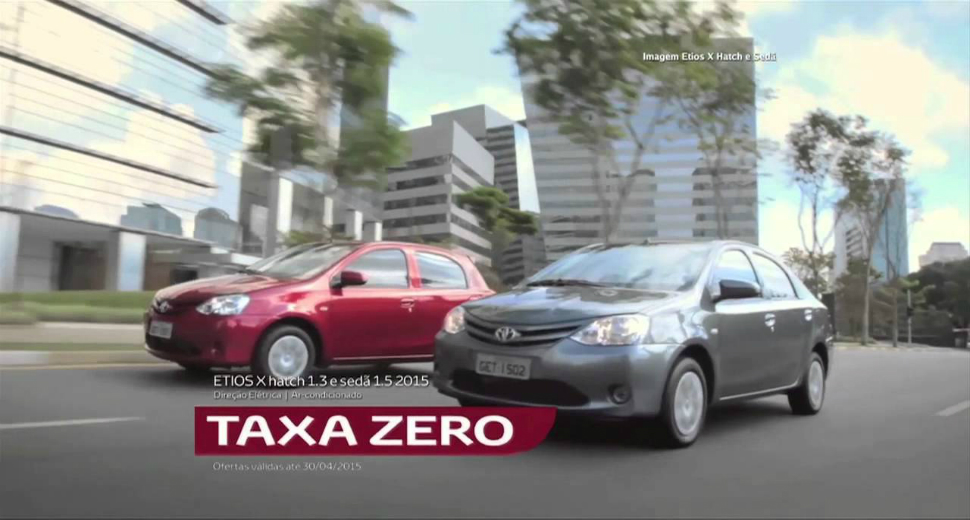 Imagem Etios X Hatch e Sedã
GET 1502
ETIOS X hatch 1.3 e sedã 1.5 2015
Direção Elétrica | Ar-condicionado
TAXA ZERO
Ofertas válidas até 30/04/2015